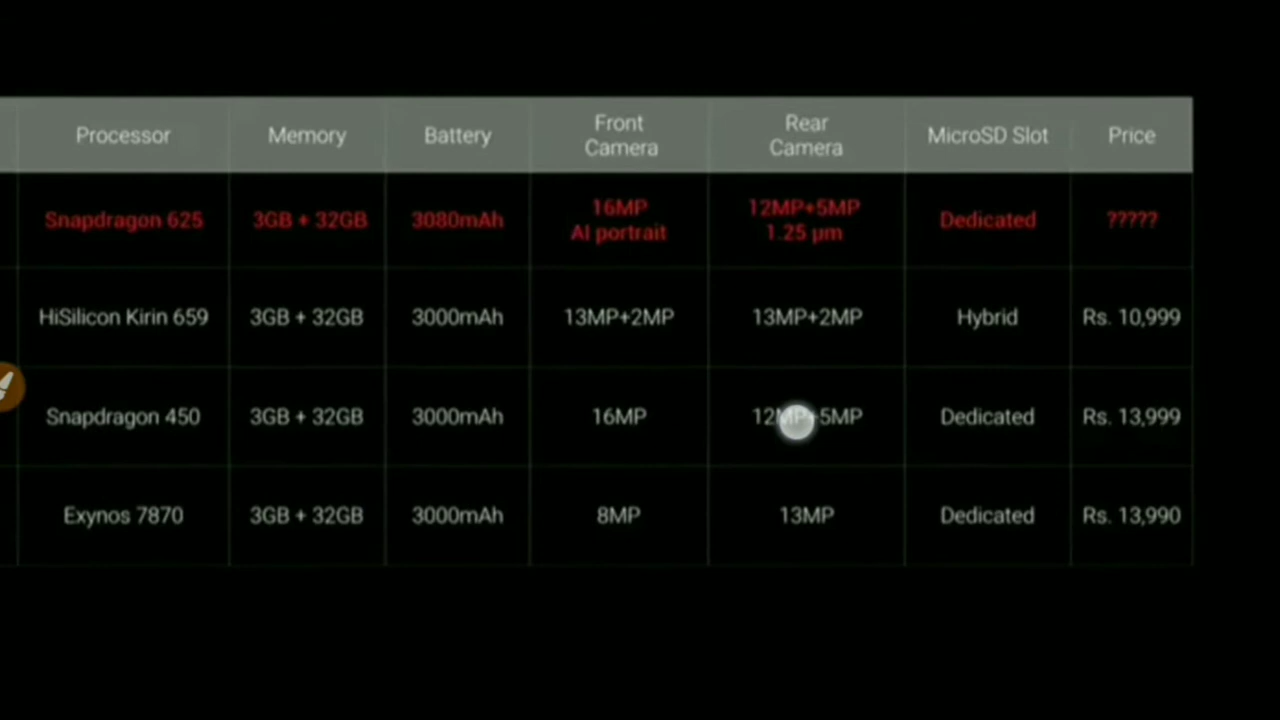 Processor Memory Battery Front Camera Rear Camera MicroSD Slot Price
Snapdragon 625 3GB + 32GB 3080mAh 16MP AI portrait 12MP+5MP 1.25 μm Dedicated ?????
HiSilicon Kirin 659 3GB + 32GB 3000mAh 13MP+2MP 13MP+2MP Hybrid Rs. 10,999
Snapdragon 450 3GB + 32GB 3000mAh 16MP 12MP+5MP Dedicated Rs. 13,999
Exynos 7870 3GB + 32GB 3000mAh 8MP 13MP Dedicated Rs. 13,990